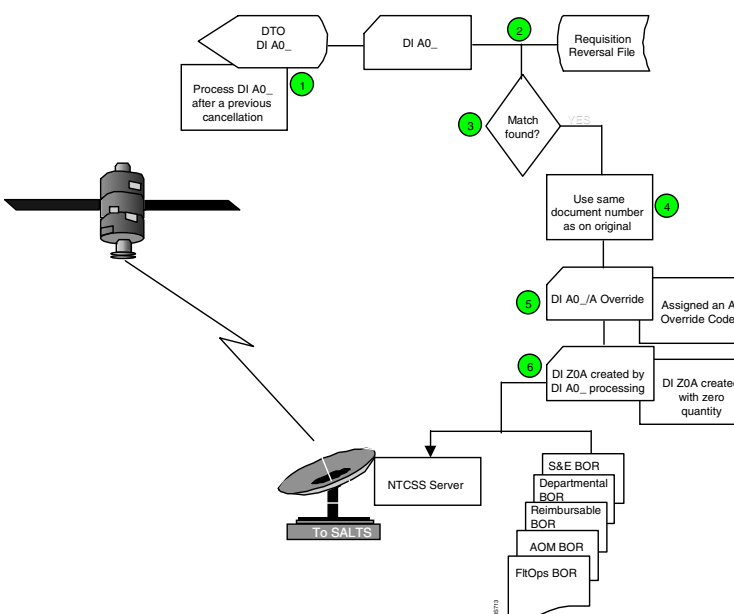 DTO
DI A0_
DI A0_
2
Requisition
Reversal File
1
Process DI A0_
after a previous
cancellation
3
Match
found?
YES
4
Use same
document number
as on original
5
DI A0_/A Override
Assigned an A
Override Code
6
DI Z0A created by
DI A0_ processing
DI Z0A created
with zero
quantity
NTCSS Server
S&E BOR
Departmental
BOR
Reimbursable
BOR
AOM BOR
FltOps BOR
To SALTS